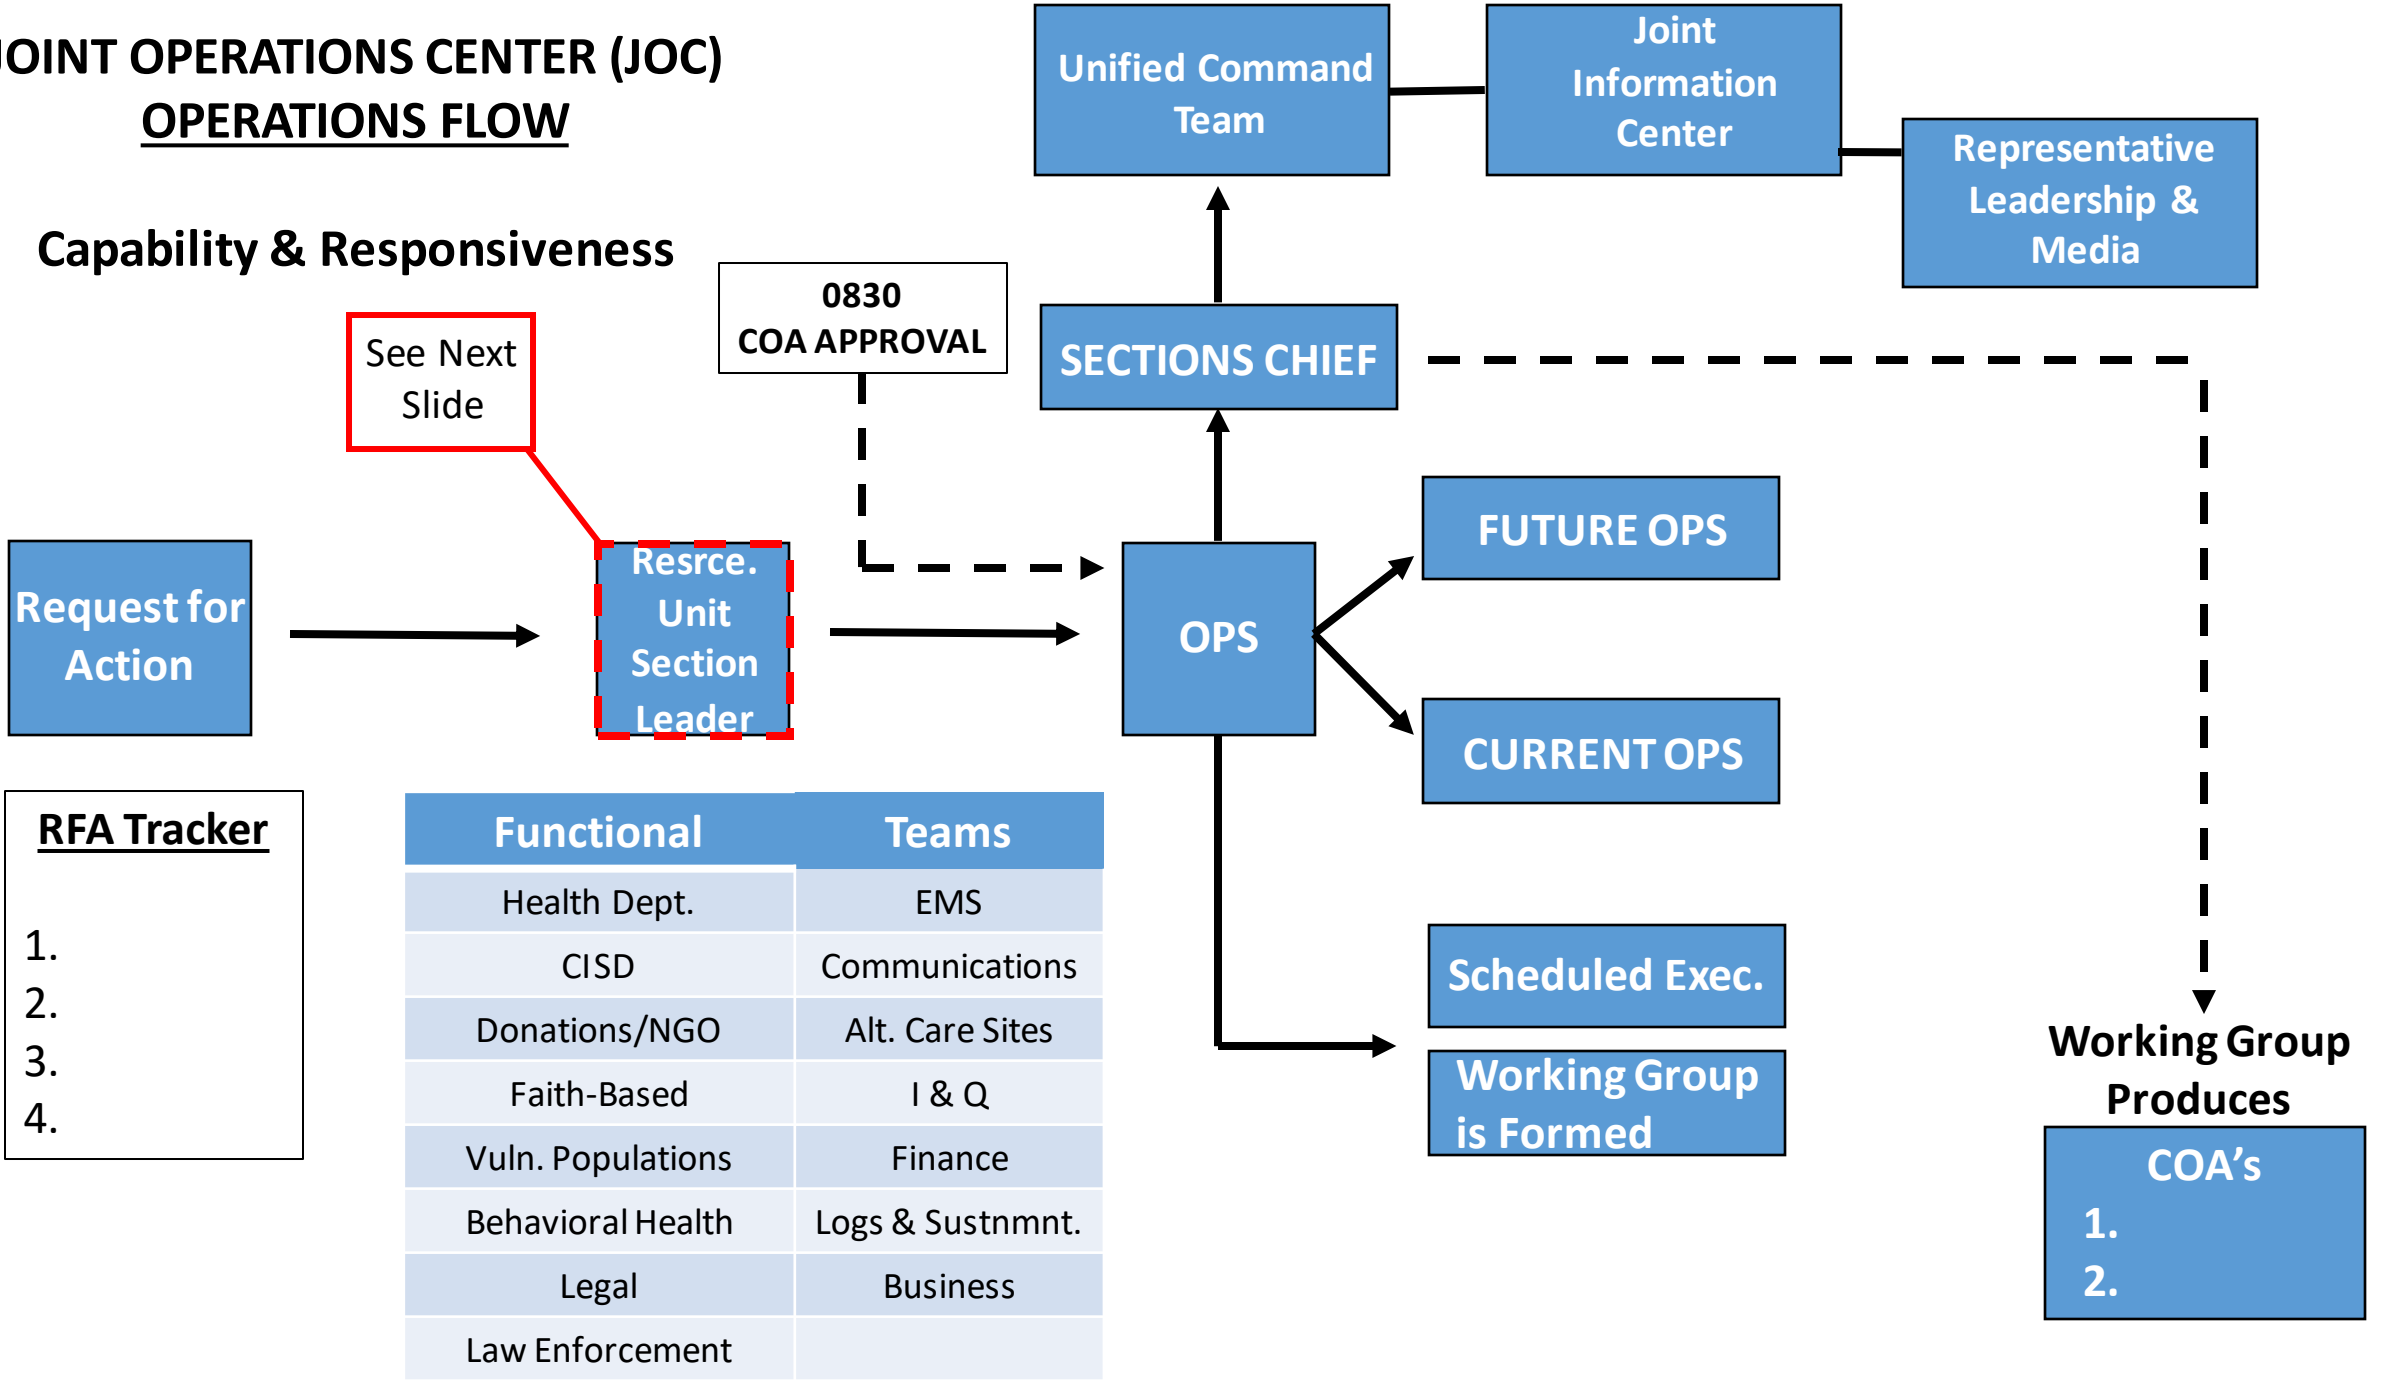 JOINT OPERATIONS CENTER (JOC)
OPERATIONS FLOW
Capability & Responsiveness
Unified Command
Team
Joint
Information
Center
Representative
Leadership & 
Media
0830
COA APPROVAL
See Next
Slide
SECTIONS CHIEF
Request for
Action
Resrce.
Unit
Section
Leader
OPS
FUTURE OPS
CURRENT OPS
Scheduled Exec.
Working Group
is Formed
RFA Tracker
1.
2.
3.
4.
Functional Teams
Health Dept. EMS
CISD Communications
Donations/NGO Alt. Care Sites
Faith-Based I & Q
Vuln. Populations Finance
Behavioral Health Logs & Sustnmnt.
Legal Business
Law Enforcement
Working Group
Produces
COA’s
1.
2.